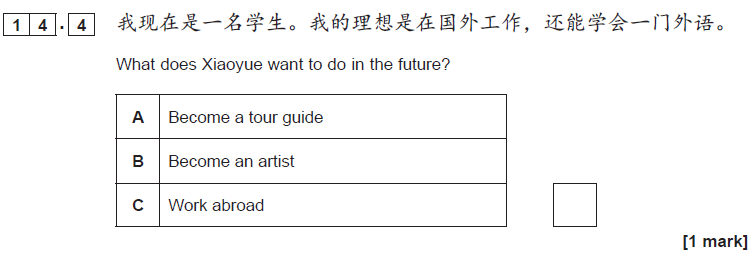 14.4 我现在是一名学生。我的理想是在国外工作，还能学会一门外语。
What does Xiaoyue want to do in the future?
A Become a tour guide
B Become an artist
C Work abroad
[1 mark]